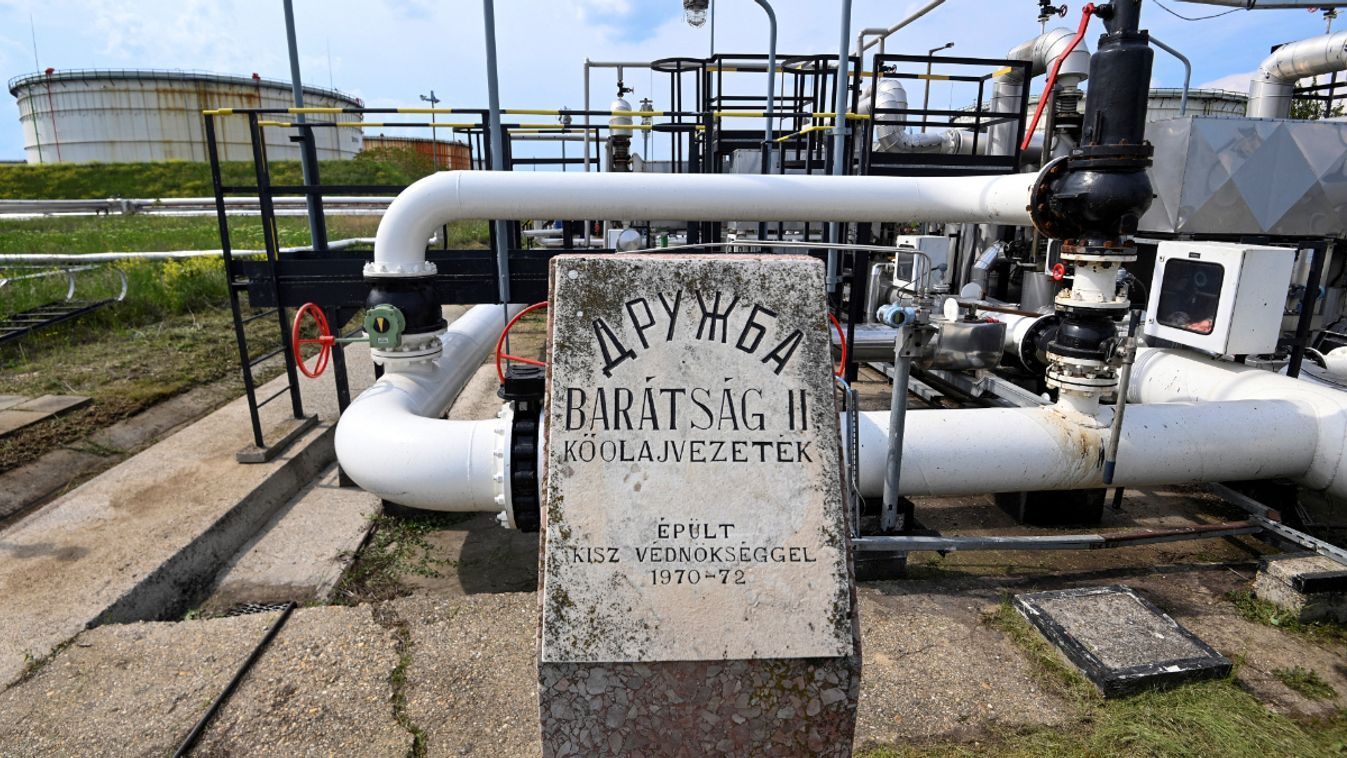 ДРУЖБА
BARÁTSÁG II
KŐOLAJVEZETÉK
ÉPÜLT
KISZ VÉDNÖKSÉGGEL
1970-72